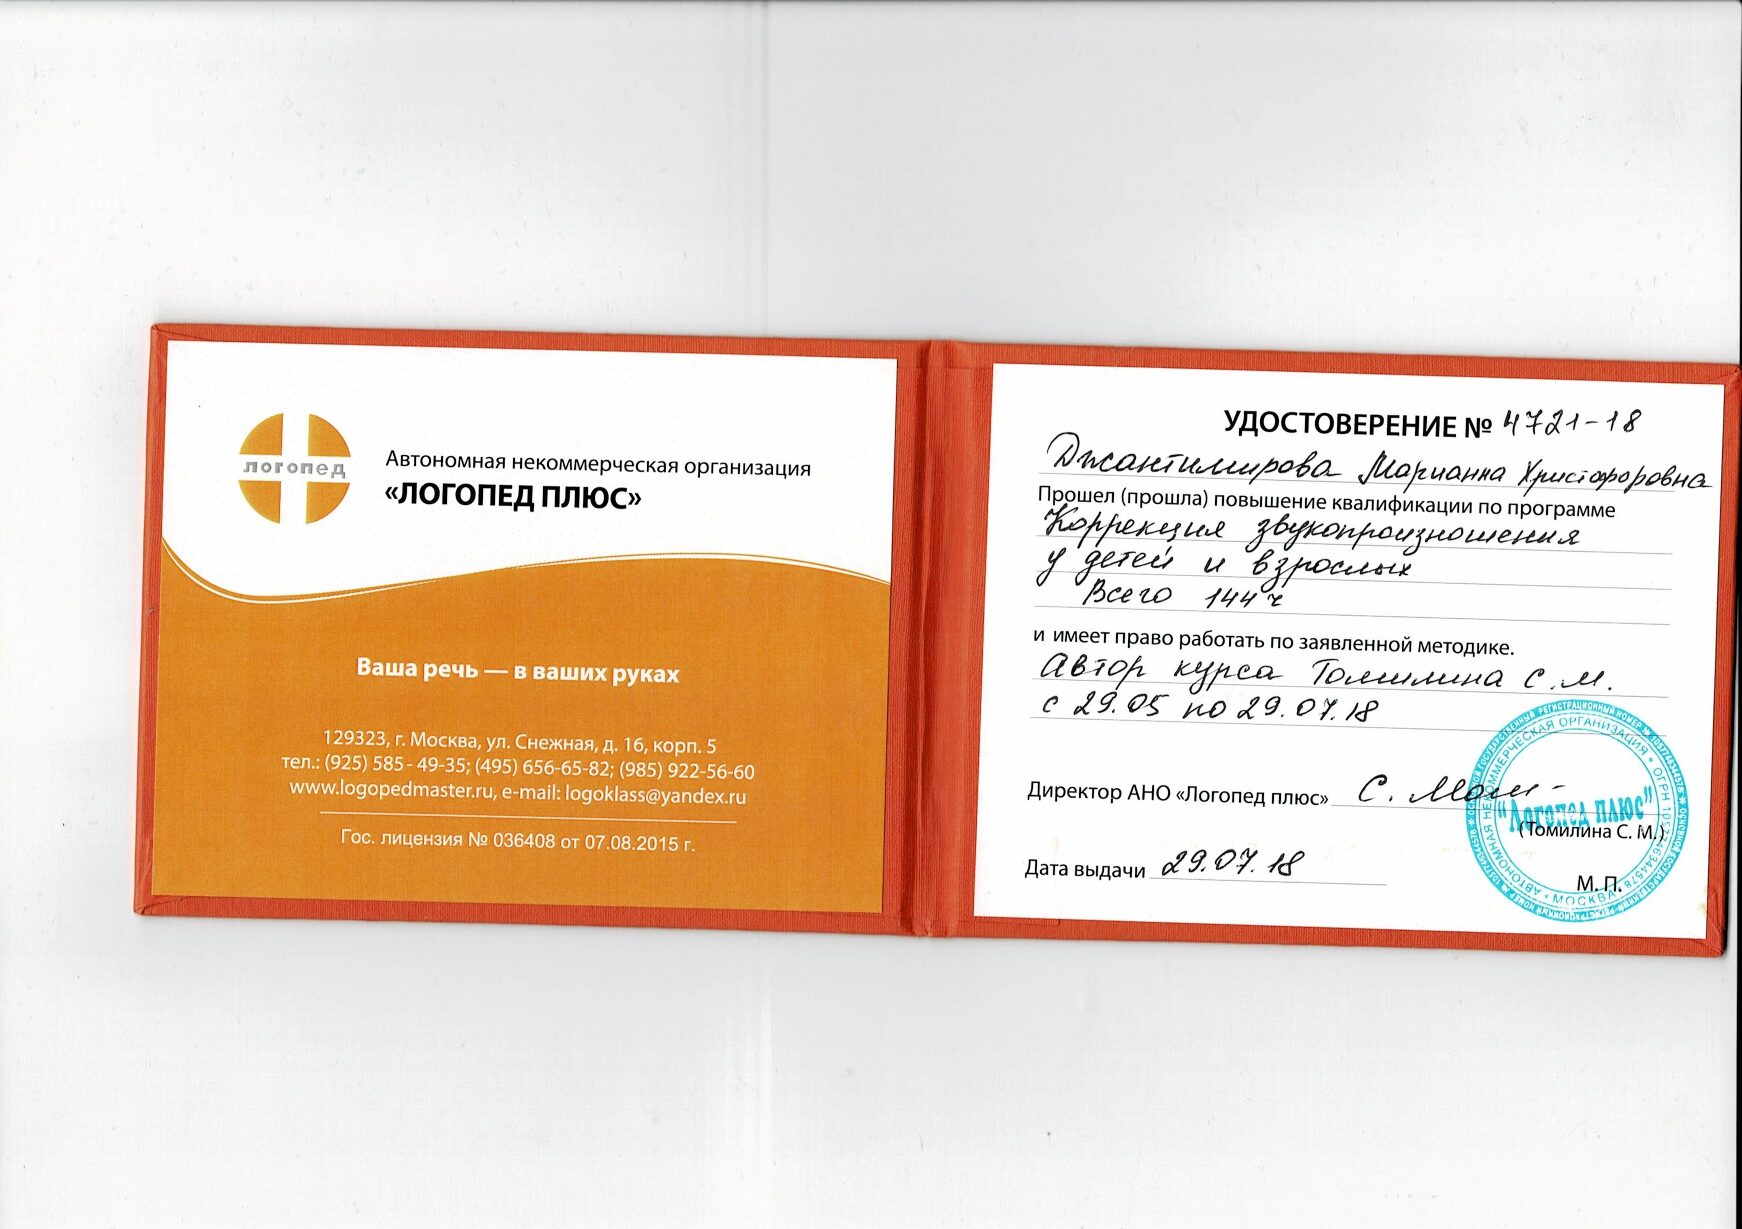 логопед
Автономная некоммерческая организация
«ЛОГОПЕД ПЛЮС»
Ваша речь — в ваших руках
129323, г. Москва, ул. Снежная, д. 16, корп. 5
тел.: (925) 585 - 49-35; (495) 656-65-82; (985) 922-56-60
www.logopedmaster.ru, e-mail: logoklass@yandex.ru
Гос. лицензия № 036408 от 07.08.2015 г.
УДОСТОВЕРЕНИЕ № 4721-18
Джантимирова Марианна Христофоровна
Прошел (прошла) повышение квалификации по программе
Коррекция звукопроизношения
у детей и взрослых
Всего 144 ч
и имеет право работать по заявленной методике.
Автор курса Томилина С.М.
с 29.05 по 29.07.18
Директор АНО «Логопед плюс»
(Томилина С. М.)
Дата выдачи 29.07.18
М. П.
АВТОНОМНАЯ НЕКОММЕРЧЕСКАЯ ОРГАНИЗАЦИЯ
"Логопед плюс"
МОСКВА